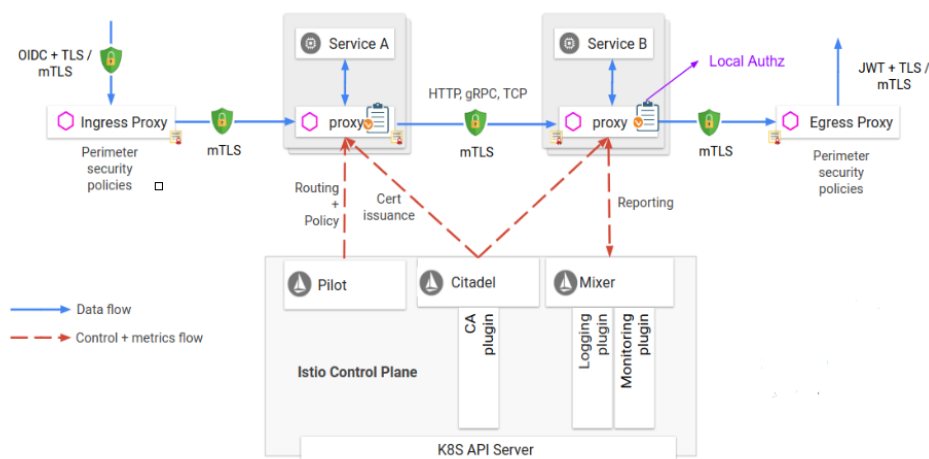 Service A
Service B
OIDC + TLS /
mTLS
Local Authz
JWT + TLS /
mTLS
HTTP, gRPC, TCP
Ingress Proxy
proxy
proxy
Egress Proxy
mTLS
mTLS
mTLS
Perimeter
security
policies
Perimeter
security
policies
Routing
+
Policy
Cert
issuance
Reporting
Pilot
Citadel
Mixer
Data flow
Control + metrics flow
CA
plugin
Logging
plugin
Monitoring
plugin
Istio Control Plane
K8S API Server